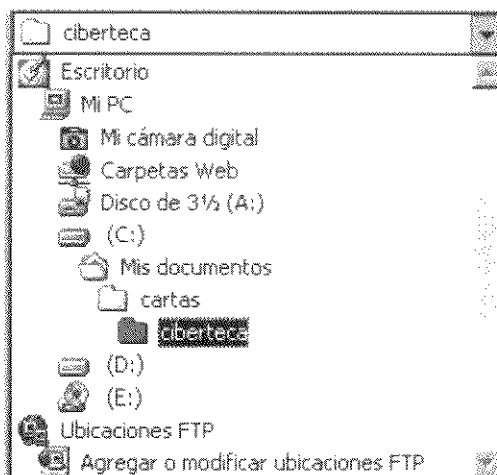 ciberteca
Escritorio
Mi PC
Mi cámara digital
Carpetas Web
Disco de 3½ (A:)
(C:)
Mis documentos
cartas
ciberteca
(D:)
(E:)
Ubicaciones FTP
Agregar o modificar ubicaciones FTP